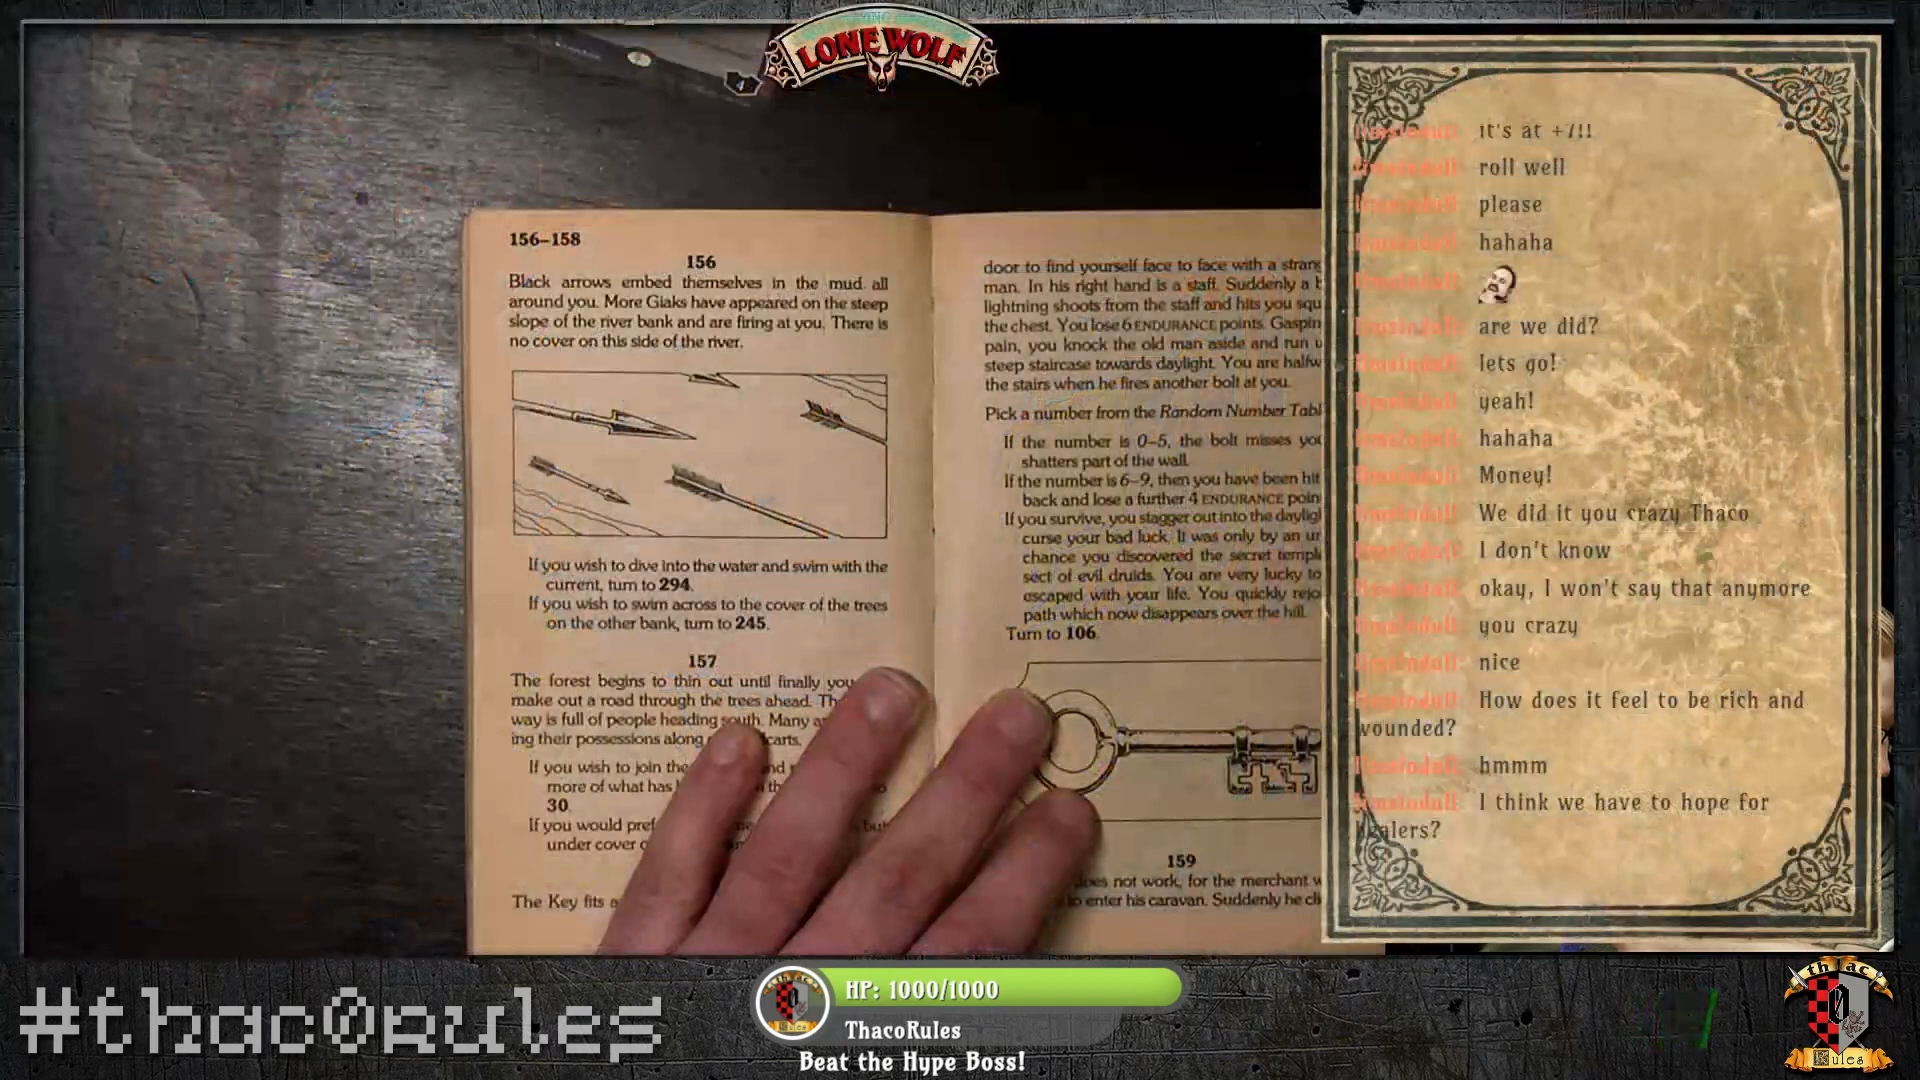 LONE WOLF
156–158
156
Black arrows embed themselves in the mud all
around you. More Giaks have appeared on the steep
slope of the river bank and are firing at you. There is
no cover on this side of the river.
If you wish to dive into the water and swim with the
current, turn to 294.
If you wish to swim across to the cover of the trees
on the other bank, turn to 245.
157
The forest begins to thin out until finally you
make out a road through the trees ahead.
way is full of people heading south. Many
ing their possessions along
If you wish to join the
more of what has
30.
If you would
under cover
The Key fits
door to find yourself face to face with a
man. In his right hand is a staff. Suddenly a
lightning shoots from the staff and hits you
the chest. You lose 6 ENDURANCE points.
pain, you knock the old man aside and run
steep staircase towards daylight. You are
the stairs when he fires another bolt at you.
Pick a number from the Random Number
If the number is 0–5, the bolt misses
shatters part of the wall.
If the number is 6–9, then you have been hit
back and lose a further 4 ENDURANCE
If you survive, you stagger out into the
curse your bad luck. It was only by an
chance you discovered the secret
sect of evil druids. You are very lucky to
escaped with your life. You quickly
path which now disappears over the hill.
Turn to 106.
159
does not work, for the merchant
to enter his caravan. Suddenly he
it's at +7!!
roll well
please
hahaha
are we did?
lets go!
yeah!
hahaha
Money!
We did it you crazy Thaco
I don't know
okay, I won't say that anymore
you crazy
nice
How does it feel to be rich and
wounded?
hmmm
I think we have to hope for
healers?
#thac0rules
HP: 1000/1000
ThacoRules
Beat the Hype Boss!
thac
0
Rules